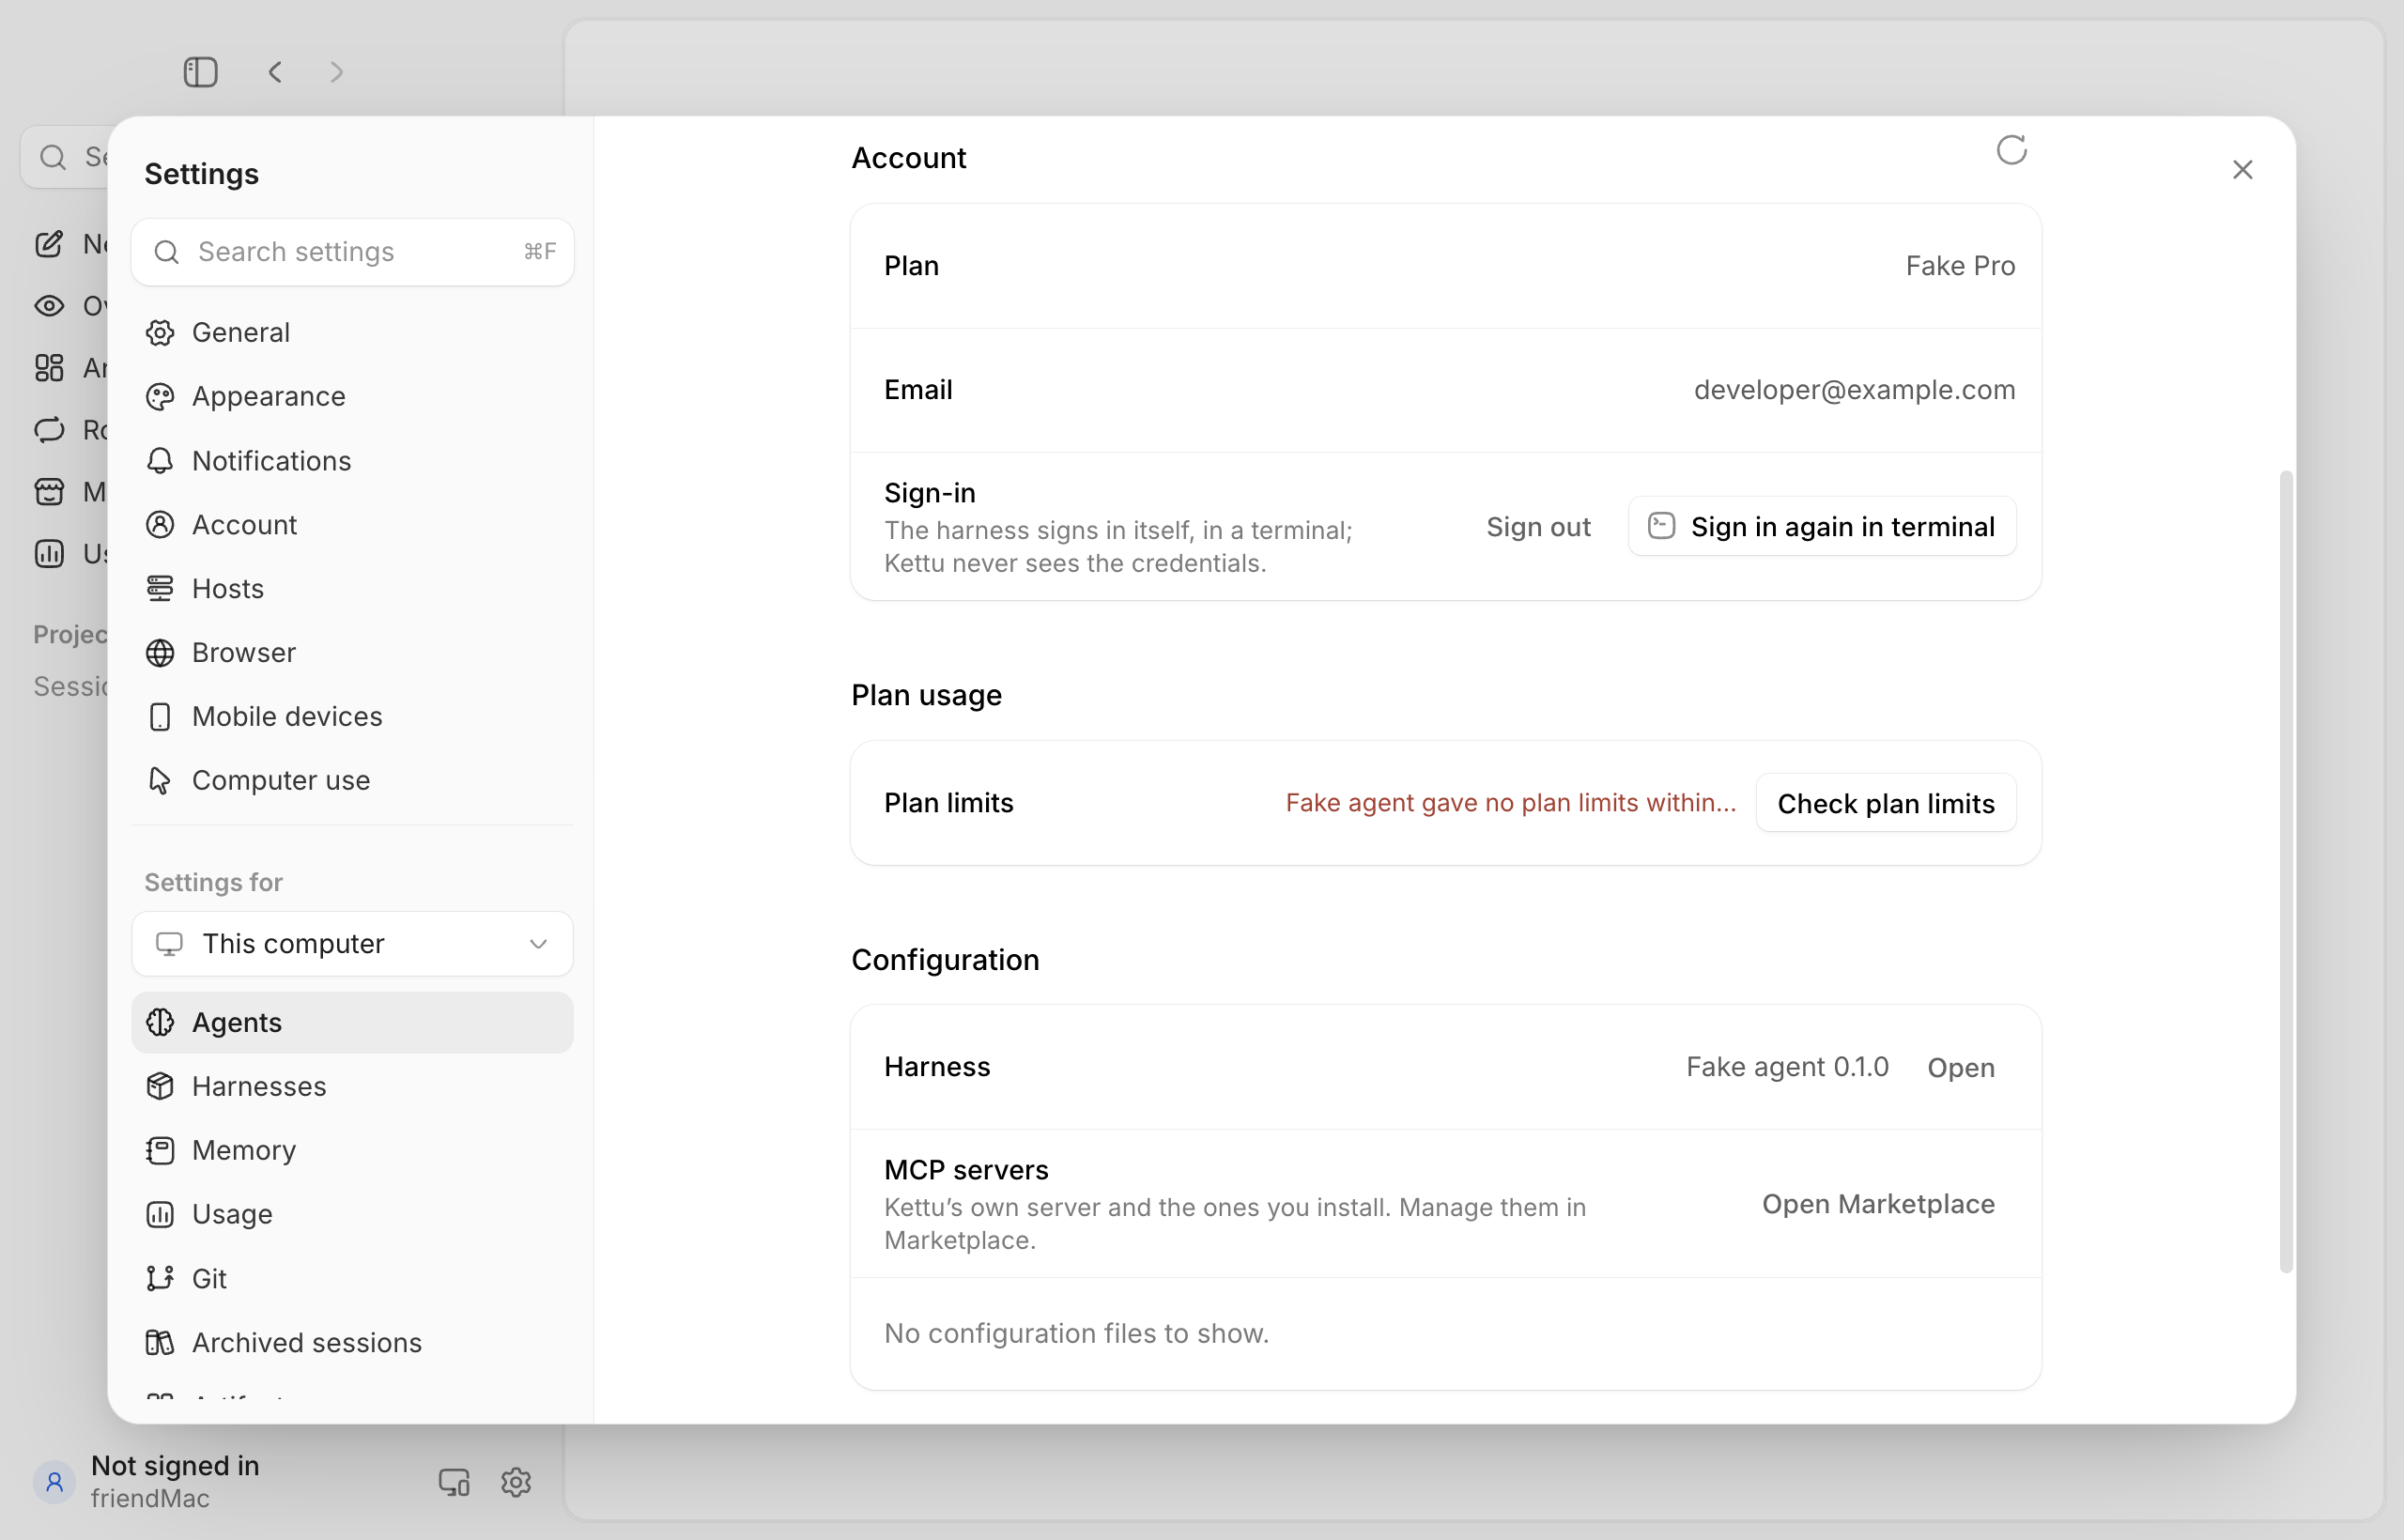 Settings
Search settings ⌘F
General
Appearance
Notifications
Account
Hosts
Browser
Mobile devices
Computer use
Settings for
This computer
Agents
Harnesses
Memory
Usage
Git
Archived sessions
Account
Plan Fake Pro
Email developer@example.com
Sign-in
The harness signs in itself, in a terminal;
Kettu never sees the credentials.
Sign out Sign in again in terminal
Plan usage
Plan limits Fake agent gave no plan limits within... Check plan limits
Configuration
Harness Fake agent 0.1.0 Open
MCP servers
Kettu’s own server and the ones you install. Manage them in
Marketplace.
Open Marketplace
No configuration files to show.
Not signed in
friendMac